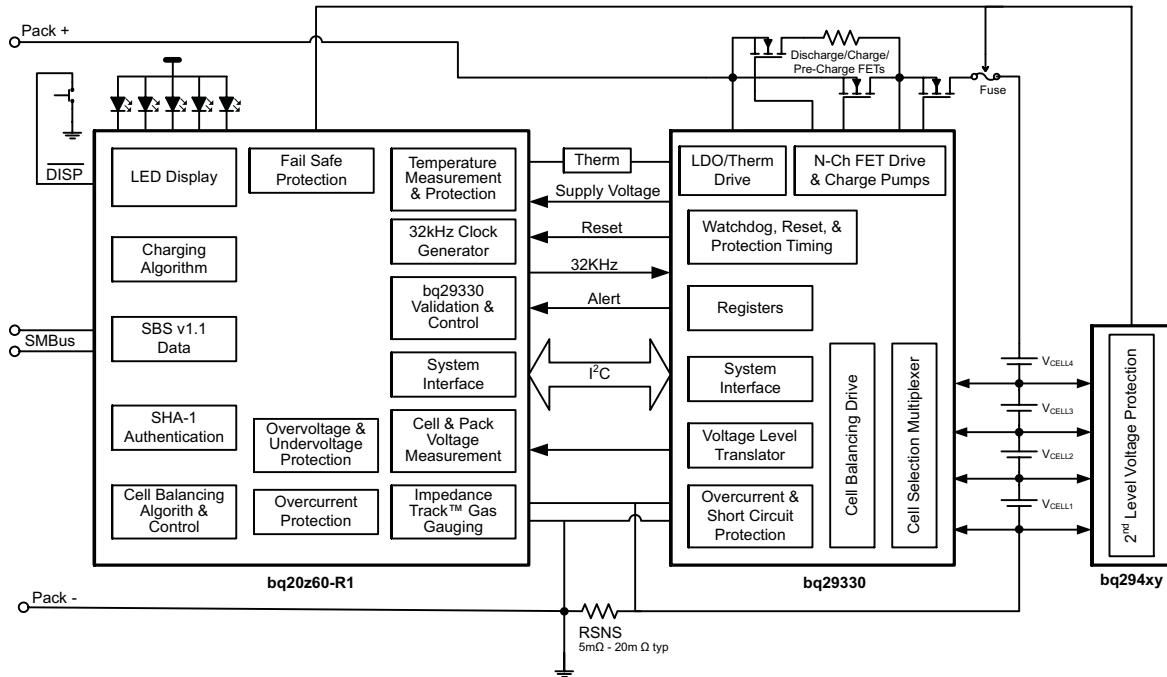 Pack +
Discharge/Charge/
Pre-Charge FETs
Fuse
DISP
LED Display
Fail Safe
Protection
Temperature
Measurement
& Protection
Therm
LDO/Therm
Drive
N-Ch FET Drive
& Charge Pumps
Supply Voltage
Charging
Algorithm
32kHz Clock
Generator
Reset
Watchdog, Reset, &
Protection Timing
32KHz
bq29330
Validation &
Control
Alert
Registers
SMBus
SBS v1.1
Data
System
Interface
I²C
System
Interface
Cell Balancing Drive
Cell Selection Multiplexer
VCELL4
VCELL3
VCELL2
VCELL1
2nd Level Voltage Protection
SHA-1
Authentication
Overvoltage &
Undervoltage
Protection
Cell & Pack
Voltage
Measurement
Voltage Level
Translator
Cell Balancing
Algorith &
Control
Overcurrent
Protection
Impedance
Track™ Gas
Gauging
Overcurrent &
Short Circuit
Protection
bq20z60-R1
bq29330
bq294xy
Pack -
RSNS
5mΩ - 20m Ω typ